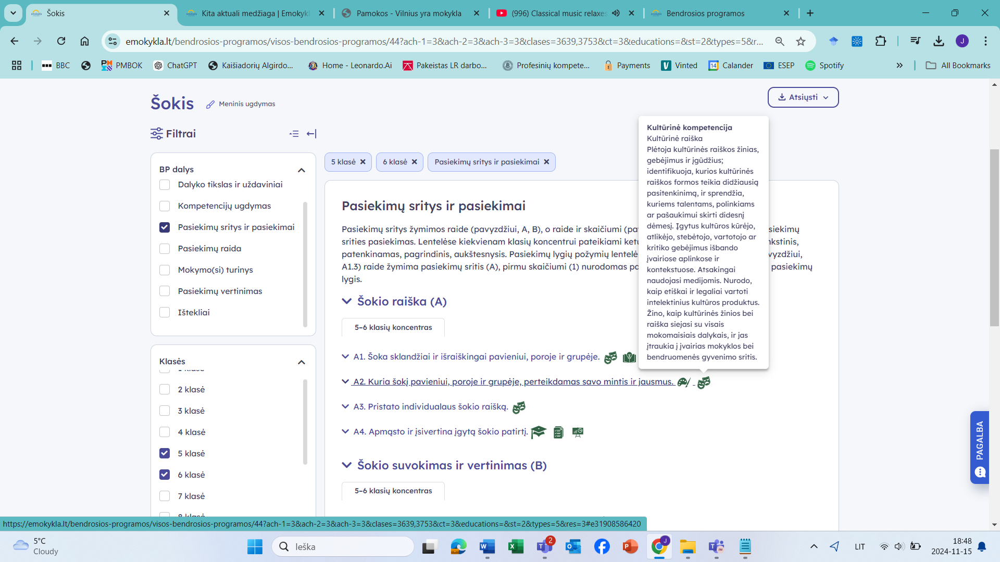 Šokis
Kita aktuali medžiaga | Emokykl
Pamokos - Vilnius yra mokykla
(996) Classical music relaxes
Bendrosios programos
emokykla.lt/bendrosios-programos/visos-bendrosios-programos/44?ach-1=3&ach-2=3&ach-3=3&clases=3639,3753&ct=3&educations=&st=2&types=5&r...
J
BBC
PMBOK
ChatGPT
Kaišiadorių Algirdo...
Home - Leonardo.Ai
Pakeistas LR darbo...
Profesinių kompete...
Payments
Vinted
14
Calander
ESEP
Spotify
All Bookmarks
Šokis
Meninis ugdymas
Atsiųsti
Filtrai
5 klasė
6 klasė
Pasiekimų sritys ir pasiekimai
BP dalys
Dalyko tikslas ir uždaviniai
Kompetencijų ugdymas
Pasiekimų sritys ir pasiekimai
Pasiekimų raida
Mokymo(si) turinys
Pasiekimų vertinimas
Ištekliai
Klasės
2 klasė
3 klasė
4 klasė
5 klasė
6 klasė
7 klasė
8 klasė
Pasiekimų sritys ir pasiekimai
Pasiekimų sritys žymimos raide (pavyzdžiui, A, B), o raide ir skaičiumi (pa
srities pasiekimas. Lentelėse kiekvienam klasių koncentrui pateikiami ketu
patenkinamas, pagrindinis, aukštesnysis. Pasiekimų lygių požymių lentelė
A1.3) raide žymima pasiekimų sritis (A), pirmu skaičiumi (1) nurodomas pa
pasiekimų
lygis.
Šokio raiška (A)
5–6 klasių koncentras
A1. Šoka sklandžiai ir išraiškingai pavieniui, poroje ir grupėje.
A2. Kuria šokį pavieniui, poroje ir grupėje, perteikdamas savo mintis ir jausmus.
A3. Pristato individualaus šokio raišką.
A4. Apmąsto ir įsivertina įgytą šokio patirtį.
Šokio suvokimas ir vertinimas (B)
5–6 klasių koncentras
Kultūrinė kompetencija
Kultūrinė raiška
Plėtoja kultūrinės raiškos žinias,
gebėjimus ir įgūdžius;
identifikuoja, kurios kultūrinės
raiškos formos teikia didžiausią
pasitenkinimą, ir sprendžia,
kuriems talentams, polinkiams
ar pašaukimui skirti didesnį
dėmesį. Įgytus kultūros kūrėjo,
atlikėjo, stebėtojo, vartotojo ar
kritiko gebėjimus išbando
įvairiose aplinkose ir
kontekstuose. Atsakingai
naudojasi medijomis. Nurodo,
kaip etiškai ir legaliai vartoti
intelektinius kultūros produktus.
Žino, kaip kultūrinės žinios bei
raiška siejasi su visais
mokomaisiais dalykais, ir jas
įtraukia į įvairias mokyklos bei
bendruomenės gyvenimo sritis.
PAGALBA
https://emokykla.lt/bendrosios-programos/visos-bendrosios-programos/44?ach-1=3&ach-2=3&ach-3=3&clases=3639,3753&ct=3&educations=&st=2&types=5&res=3#e31908586420
5°C
Cloudy
Ieška
2
J
LIT
18:48
2024-11-15